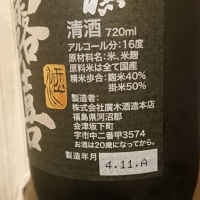 清酒 720ml
アルコール分:16度
原材料名:米、米麹
原料米は全て国産
精米歩合:麹米40%
掛米50%
製造者:
株式会社廣木酒造本店
福島県河沼郡
会津坂下町
字市中二番甲3574
お酒は20歳になってから。
製造年月 4.11.A